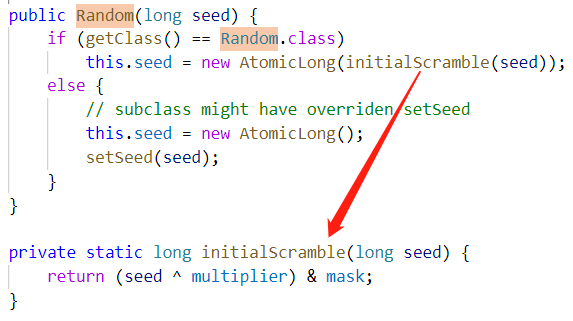 public Random(long seed) {
    if (getClass() == Random.class)
        this.seed = new AtomicLong(initialScramble(seed));
    else {
        // subclass might have overriden setSeed
        this.seed = new AtomicLong();
        setSeed(seed);
    }
}
private static long initialScramble(long seed) {
    return (seed ^ multiplier) & mask;
}